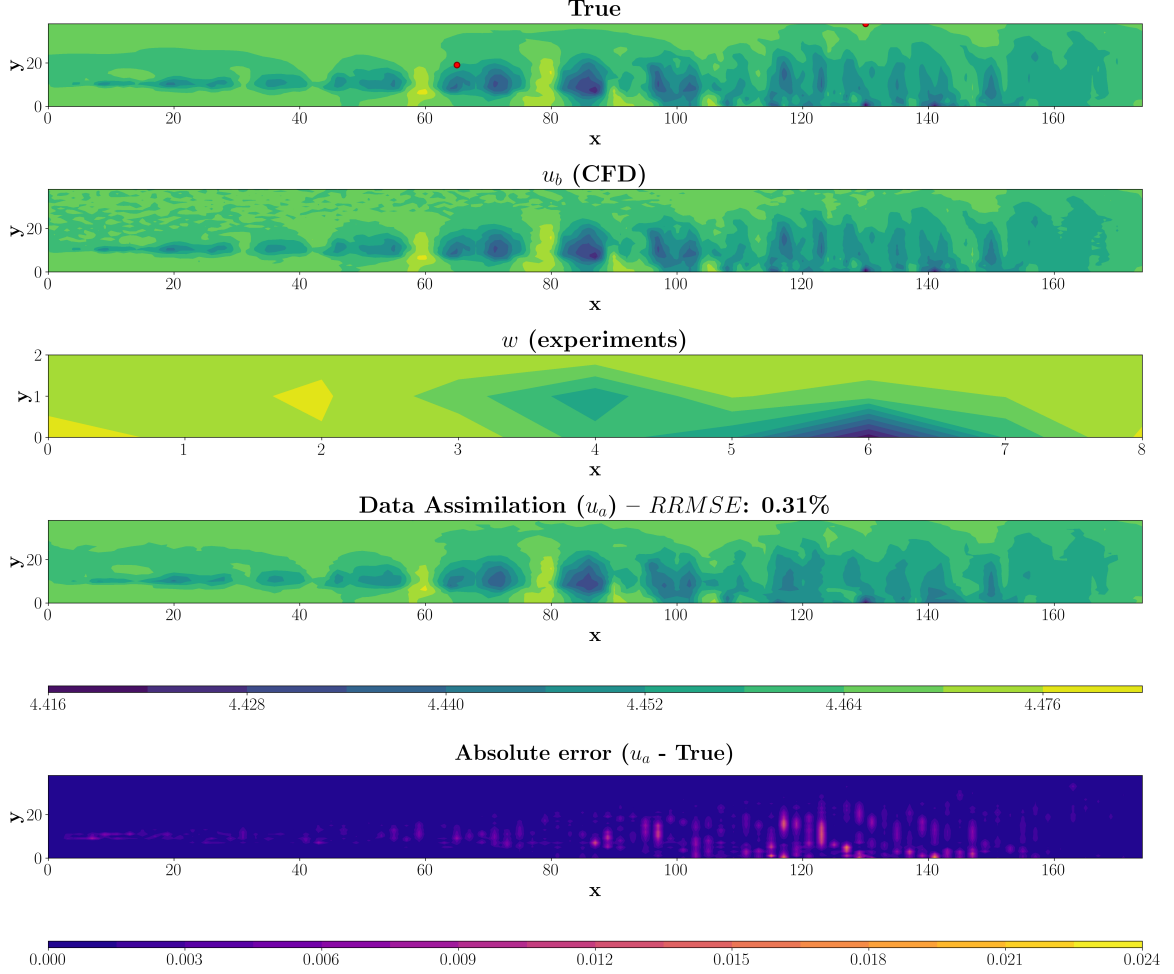 True
y
20
0
0 20 40 60 80 100 120 140 160
x
u_b (CFD)
y
20
0
0 20 40 60 80 100 120 140 160
x
w (experiments)
y
2
1
0
0 1 2 3 4 5 6 7 8
x
Data Assimilation (u_a) – RRMSE: 0.31%
y
20
0
0 20 40 60 80 100 120 140 160
x
4.416 4.428 4.440 4.452 4.464 4.476
Absolute error (u_a - True)
y
20
0
0 20 40 60 80 100 120 140 160
x
0.000 0.003 0.006 0.009 0.012 0.015 0.018 0.021 0.024